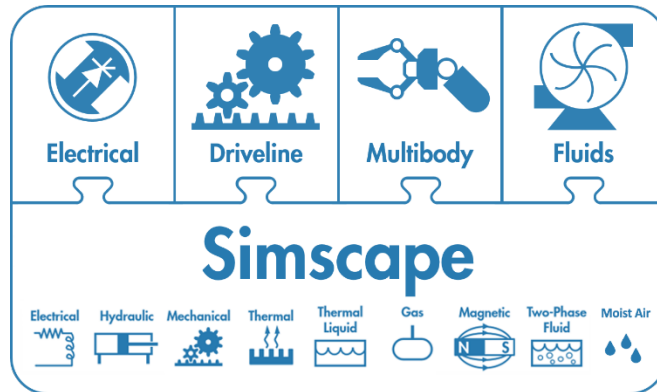 Electrical
Driveline
Multibody
Fluids
Simscape
Electrical
Hydraulic
Mechanical
Thermal
Thermal
Liquid
Gas
Magnetic
Two-Phase
Fluid
Moist Air
N S